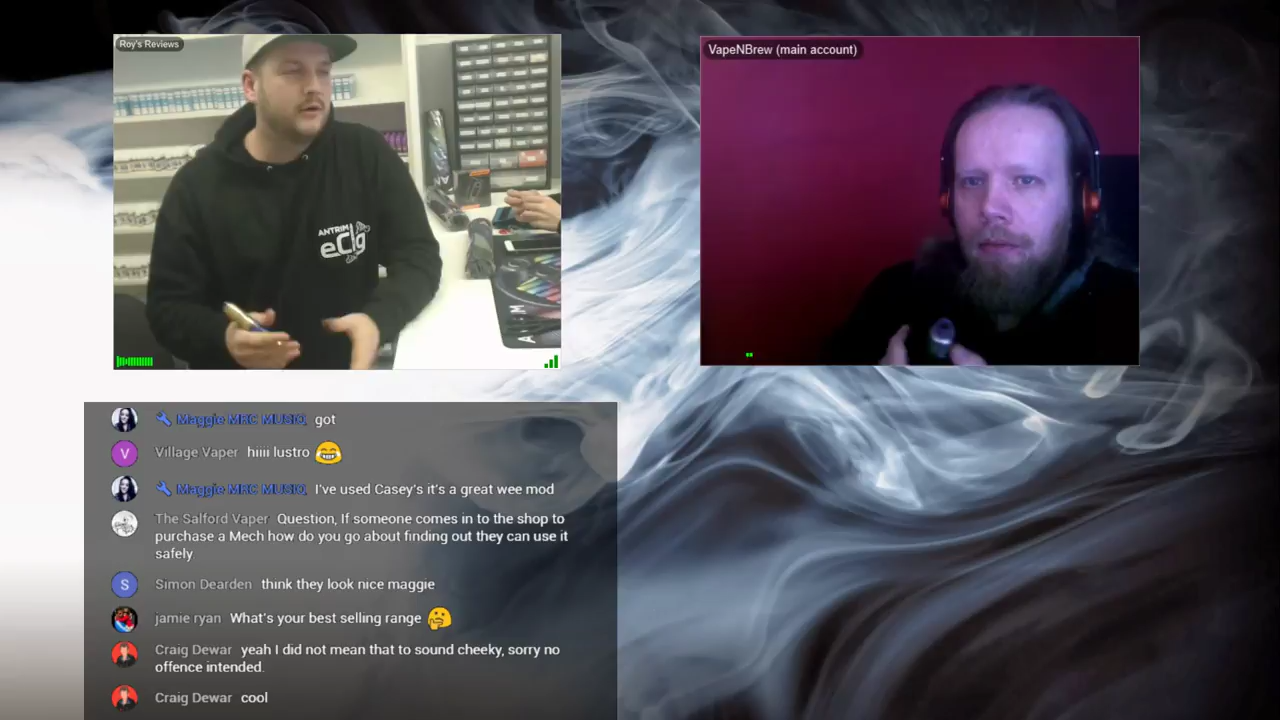 Roy's Reviews
VapeNBrew (main account)
ANTRIM
eCig
Maggie MRC MUSIQ got
V Village Vaper hiiii lustro 😂
Maggie MRC MUSIQ I've used Casey's it's a great wee mod
The Salford Vaper Question, If someone comes in to the shop to
purchase a Mech how do you go about finding out they can use it
safely
S Simon Dearden think they look nice maggie
jamie ryan What's your best selling range 🤔
Craig Dewar yeah I did not mean that to sound cheeky, sorry no
offence intended.
Craig Dewar cool